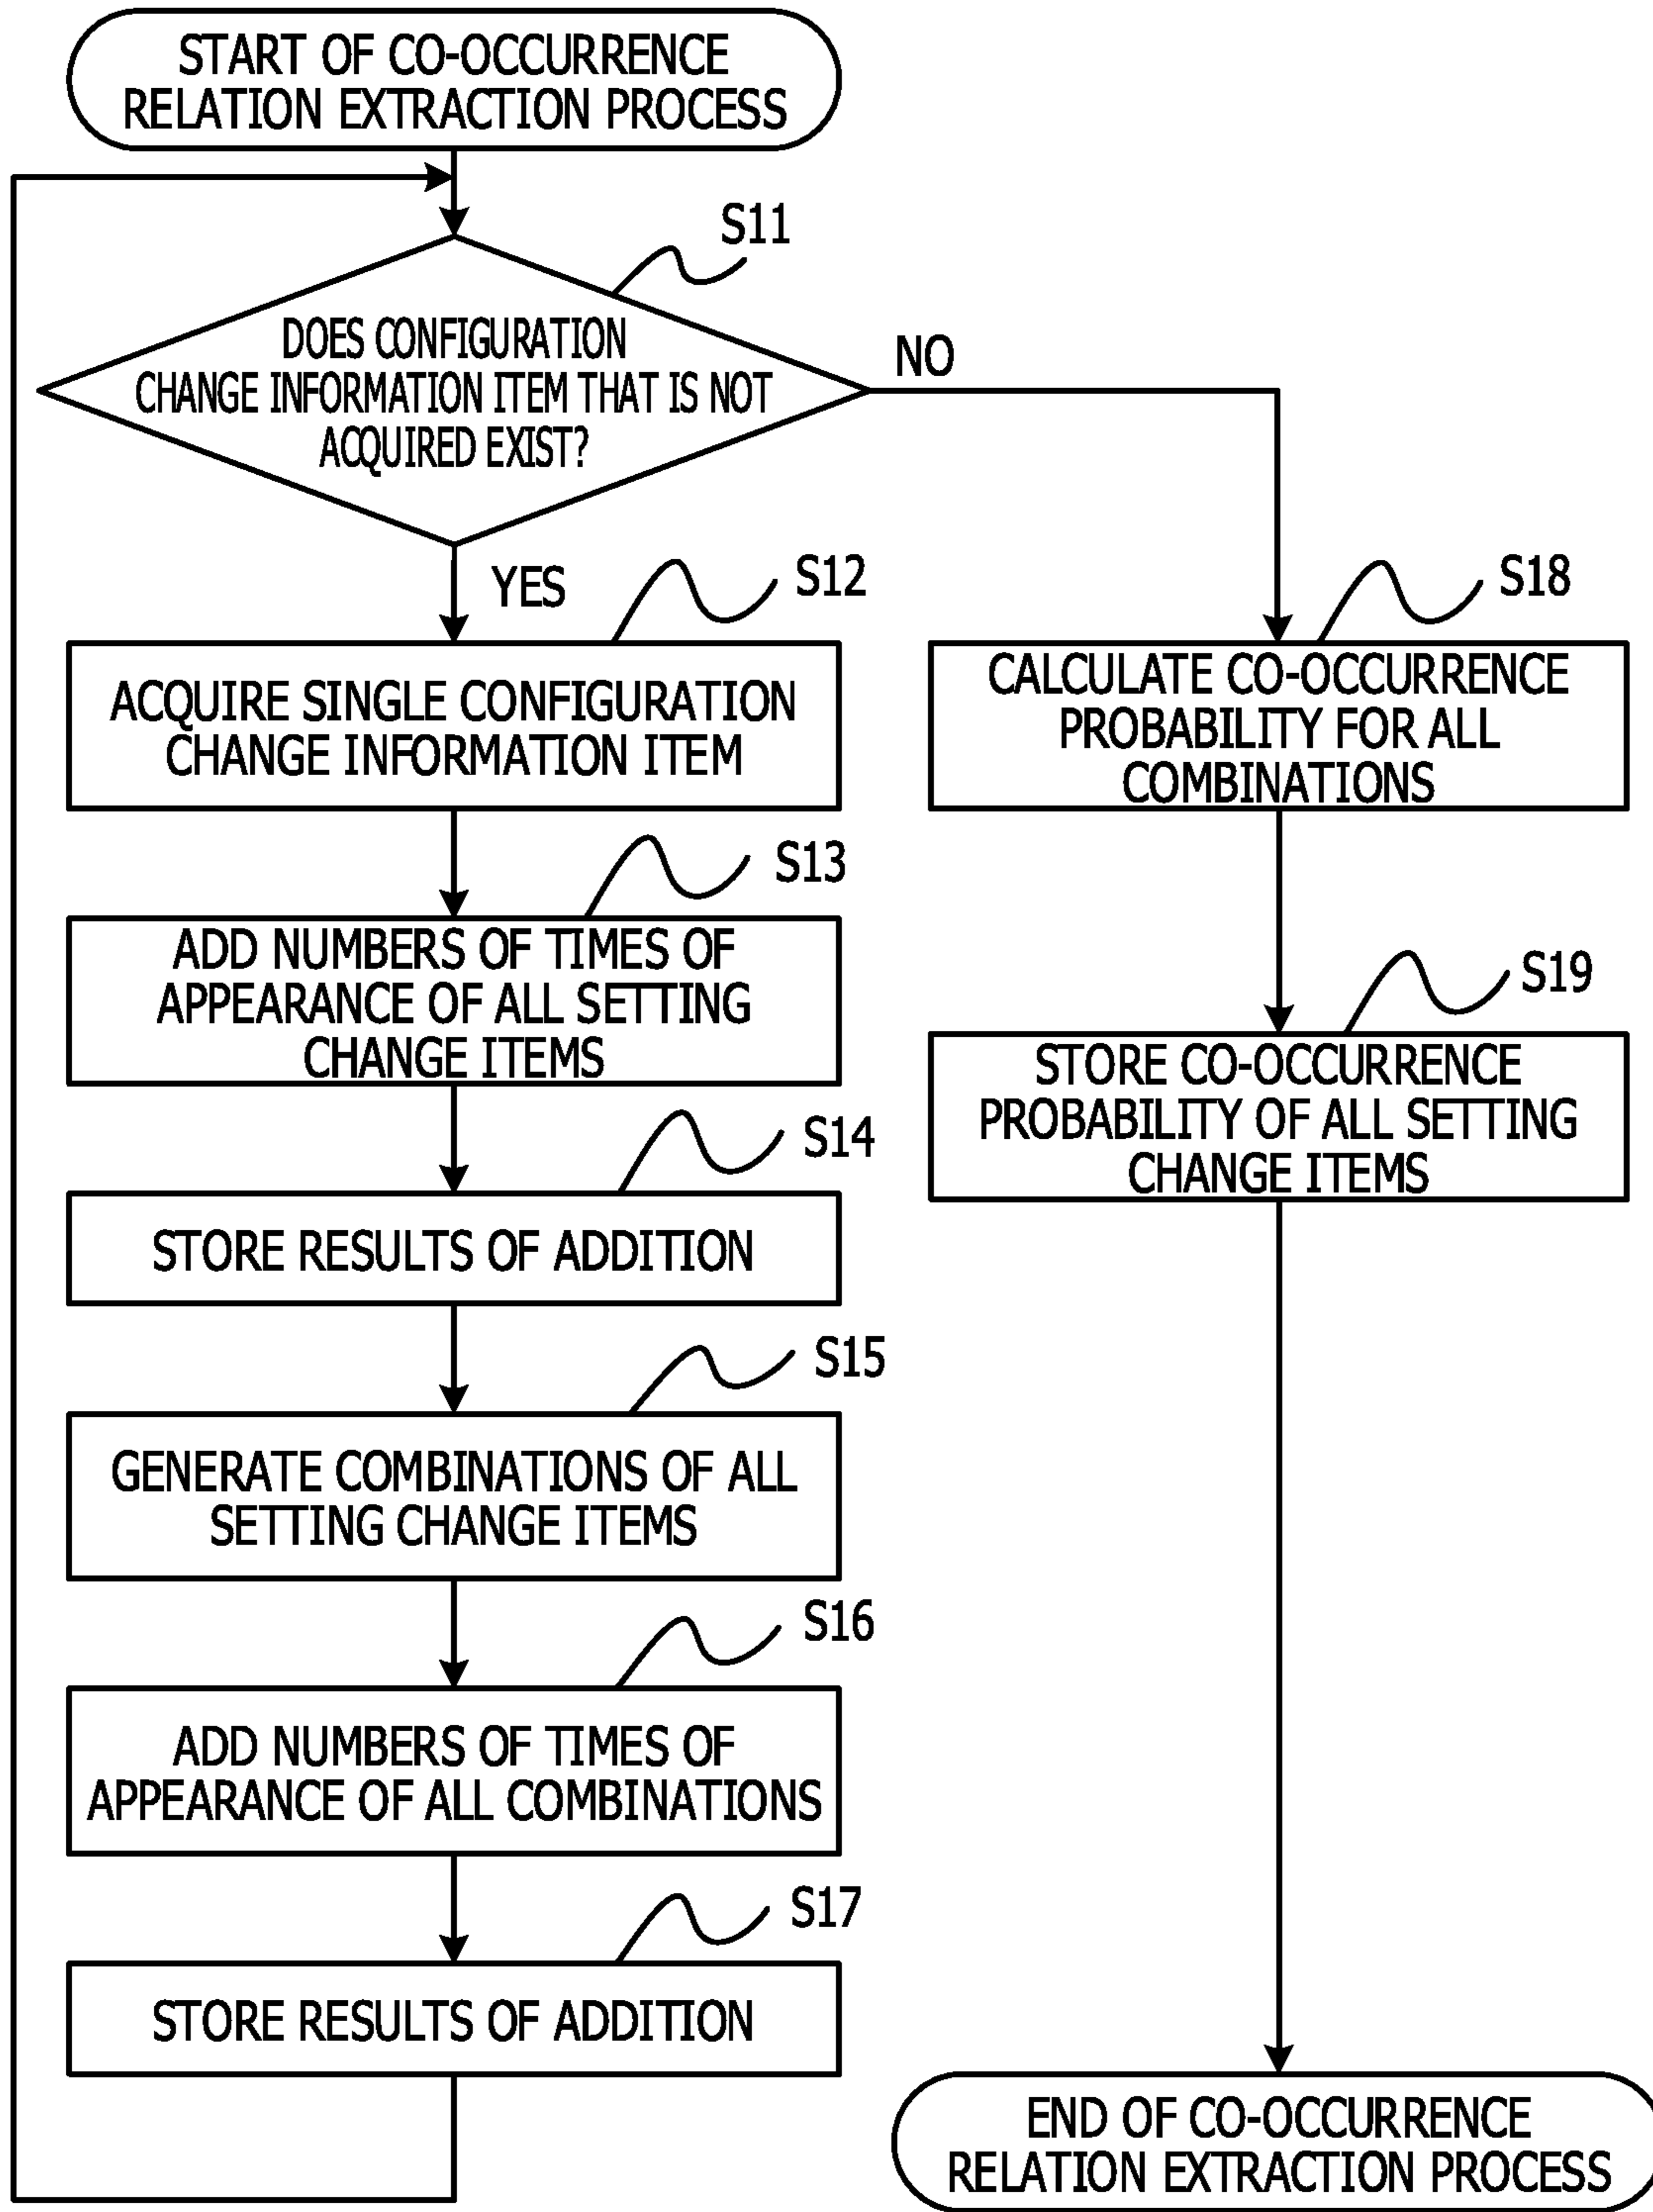 START OF CO-OCCURRENCE
RELATION EXTRACTION PROCESS
S11
DOES CONFIGURATION
CHANGE INFORMATION ITEM THAT IS NOT
ACQUIRED EXIST?
NO
YES
S12
ACQUIRE SINGLE CONFIGURATION
CHANGE INFORMATION ITEM
S13
ADD NUMBERS OF TIMES OF
APPEARANCE OF ALL SETTING
CHANGE ITEMS
S14
STORE RESULTS OF ADDITION
S15
GENERATE COMBINATIONS OF ALL
SETTING CHANGE ITEMS
S16
ADD NUMBERS OF TIMES OF
APPEARANCE OF ALL COMBINATIONS
S17
STORE RESULTS OF ADDITION
S18
CALCULATE CO-OCCURRENCE
PROBABILITY FOR ALL
COMBINATIONS
S19
STORE CO-OCCURRENCE
PROBABILITY OF ALL SETTING
CHANGE ITEMS
END OF CO-OCCURRENCE
RELATION EXTRACTION PROCESS